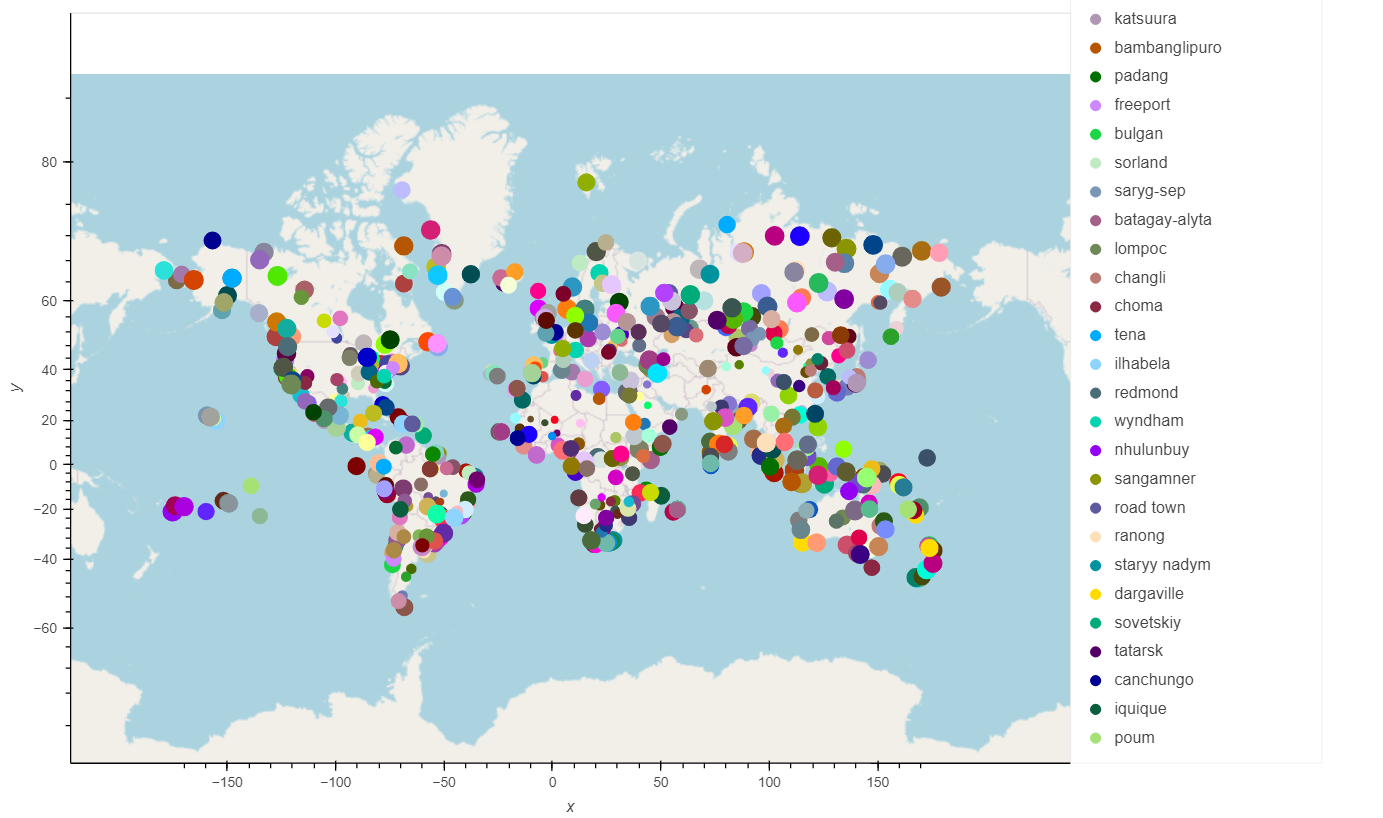 katsuura
bambanglipuro
padang
freeport
bulgan
sorland
saryg-sep
batagay-alyta
lompoc
changli
choma
tena
ilhabela
redmond
wyndham
nhulunbuy
sangamner
road town
ranong
staryy nadym
dargaville
sovetskiy
tatarsk
canchungo
iquique
poum
80
60
40
20
0
−20
−40
−60
y
−150
−100
−50
0
50
100
150
x